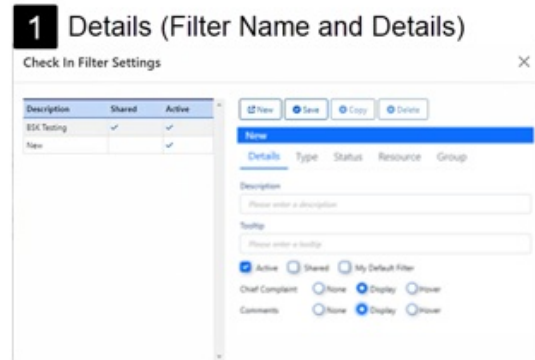 1 Details (Filter Name and Details)
Check In Filter Settings
Description Shared Active
BSK Testing
New
New Save Copy Delete
New
Details Type Status Resource Group
Description
Please enter a description
Tooltip
Please enter a tooltip
Active Shared My Default Filter
Chief Complaint None Display Hover
Comments None Display Hover